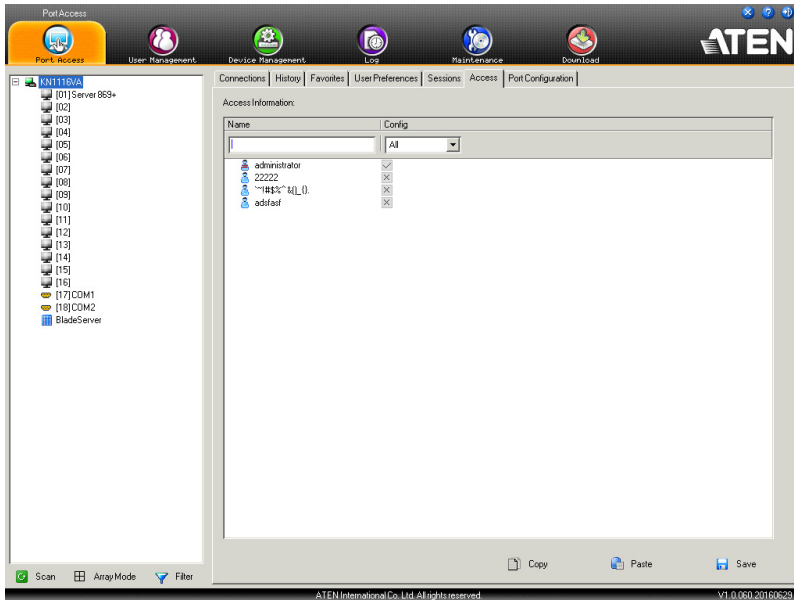 PortAccess
ATEN
Port Access User Management Device Management Log Maintenance Download
KN1116VA
[01]Server 869+
[02]
[03]
[04]
[05]
[06]
[07]
[08]
[09]
[10]
[11]
[12]
[13]
[14]
[15]
[16]
[17]COM1
[18]COM2
BladeServer
Scan Array Mode Filter
Connections History Favorites User Preferences Sessions Access Port Configuration
Access Information:
Name Config
All
administrator
22222
adsfasf
Copy Paste Save
ATEN International Co. Ltd. All rights reserved.
V1.0.060.20160629